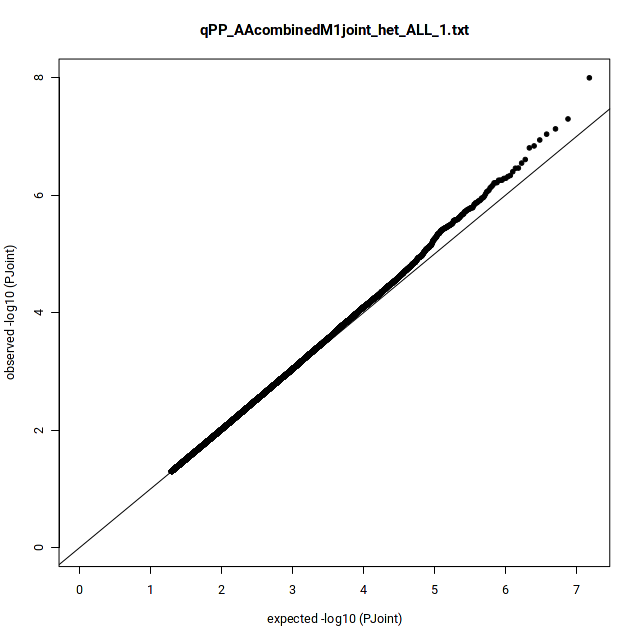 qPP_AAcombinedM1joint_het_ALL_1.txt
observed -log10 (PJoint)
8
6
4
2
0
0 1 2 3 4 5 6 7
expected -log10 (PJoint)